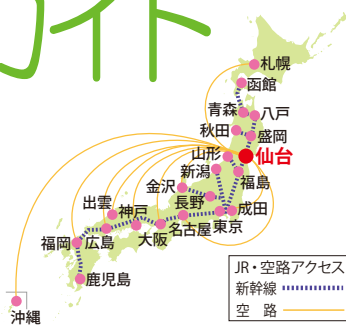 ガイド
札幌
函館
青森
八戸
秋田
盛岡
山形
仙台
新潟
金沢
福島
長野
出雲
神戸
成田
東京
名古屋
福岡
広島
大阪
鹿児島
沖縄
JR・空路アクセス
新幹線
空 路